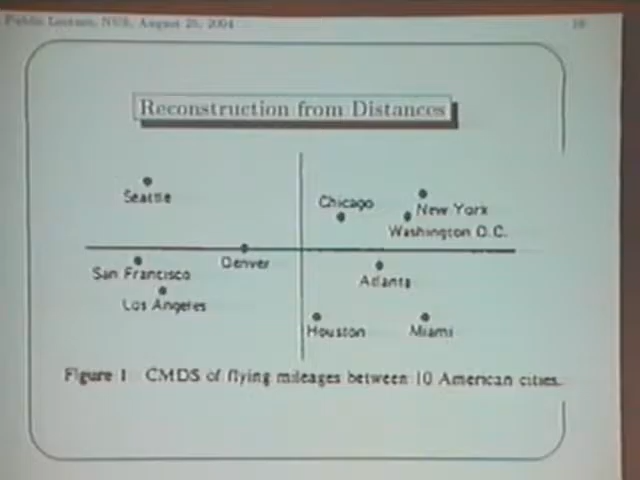 Public Lecture, NUS, August 25, 2004
Reconstruction from Distances
Seattle
Chicago
New York
Washington D.C.
San Francisco
Denver
Atlanta
Los Angeles
Houston
Miami
Figure 1 CMDS of flying mileages between 10 American cities.